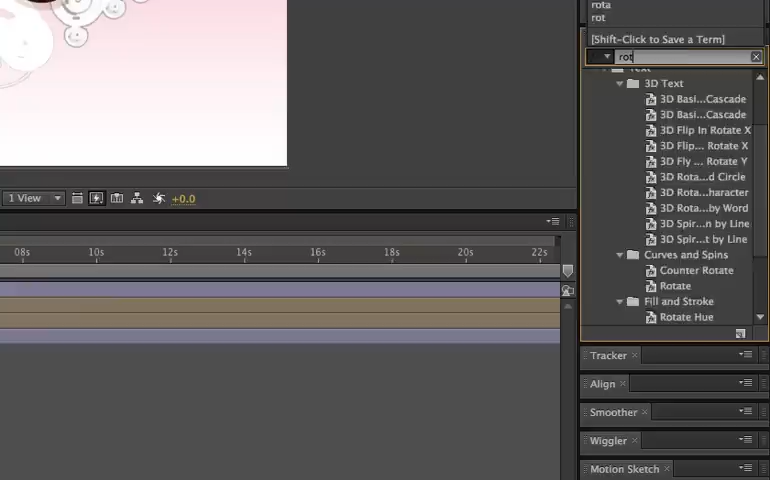 rota
rot
[Shift-Click to Save a Term]
rot
Text
3D Text
3D Basi...Cascade
3D Basi...Cascade
3D Flip In Rotate X
3D Flip... Rotate X
3D Fly ... Rotate Y
3D Rota...d Circle
3D Rota...haracter
3D Rota...by Word
3D Spir...n by Line
3D Spir...t by Line
Curves and Spins
Counter Rotate
Rotate
Fill and Stroke
Rotate Hue
1 View
+0.0
08s 10s 12s 14s 16s 18s 20s 22s
Tracker
Align
Smoother
Wiggler
Motion Sketch